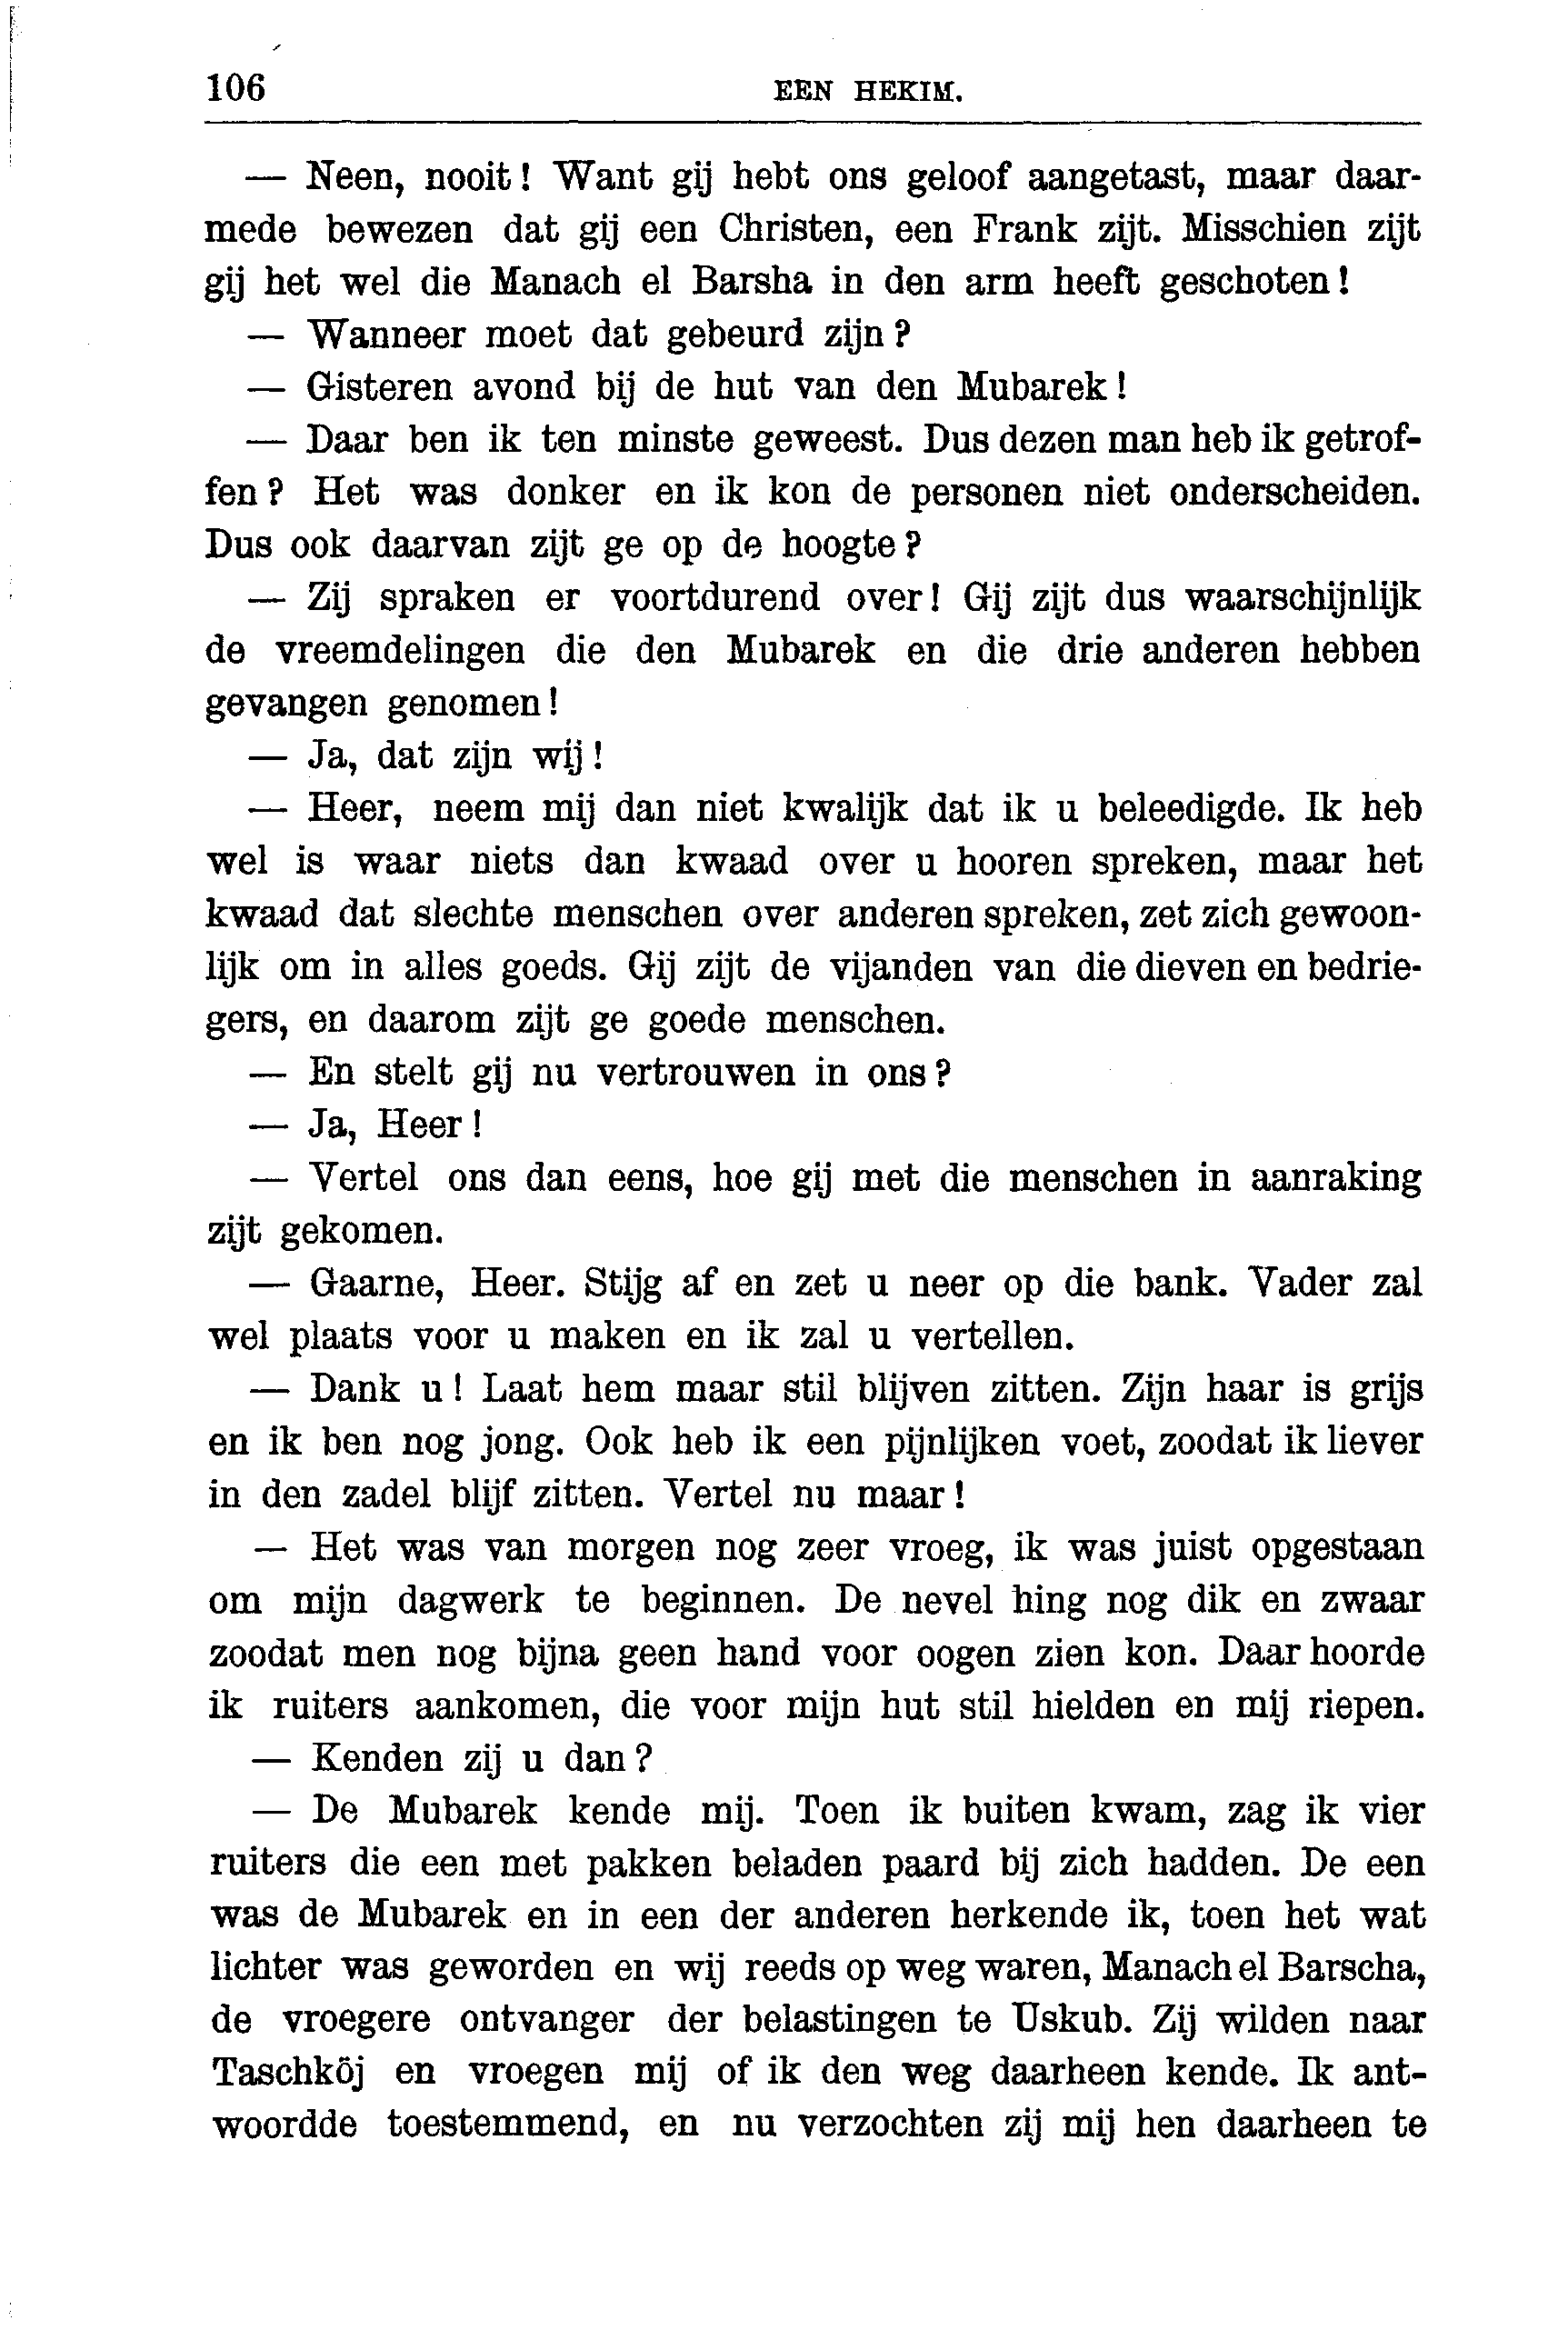 106 EEN HEKIM.
— Neen, nooit! Want gij hebt ons geloof aangetast, maar daar-
mede bewezen dat gij een Christen, een Frank zijt. Misschien zijt
gij het wel die Manach el Barsha in den arm heeft geschoten!
— Wanneer moet dat gebeurd zijn?
— Gisteren avond bij de hut van den Mubarek!
— Daar ben ik ten minste geweest. Dus dezen man heb ik getrof-
fen? Het was donker en ik kon de personen niet onderscheiden.
Dus ook daarvan zijt ge op de hoogte?
— Zij spraken er voortdurend over! Gij zijt dus waarschijnlijk
de vreemdelingen die den Mubarek en die drie anderen hebben
gevangen genomen!
— Ja, dat zijn wij!
— Heer, neem mij dan niet kwalijk dat ik u beleedigde. Ik heb
wel is waar niets dan kwaad over u hooren spreken, maar het
kwaad dat slechte menschen over anderen spreken, zet zich gewoon-
lijk om in alles goeds. Gij zijt de vijanden van die dieven en bedrie-
gers, en daarom zijt ge goede menschen.
— En stelt gij nu vertrouwen in ons?
— Ja, Heer!
— Vertel ons dan eens, hoe gij met die menschen in aanraking
zijt gekomen.
— Gaarne, Heer. Stijg af en zet u neer op die bank. Vader zal
wel plaats voor u maken en ik zal u vertellen.
— Dank u! Laat hem maar stil blijven zitten. Zijn haar is grijs
en ik ben nog jong. Ook heb ik een pijnlijken voet, zoodat ik liever
in den zadel blijf zitten. Vertel nu maar!
— Het was van morgen nog zeer vroeg, ik was juist opgestaan
om mijn dagwerk te beginnen. De nevel hing nog dik en zwaar
zoodat men nog bijna geen hand voor oogen zien kon. Daar hoorde
ik ruiters aankomen, die voor mijn hut stil hielden en mij riepen.
— Kenden zij u dan?
— De Mubarek kende mij. Toen ik buiten kwam, zag ik vier
ruiters die een met pakken beladen paard bij zich hadden. De een
was de Mubarek en in een der anderen herkende ik, toen het wat
lichter was geworden en wij reeds op weg waren, Manach el Barscha,
de vroegere ontvanger der belastingen te Uskub. Zij wilden naar
Taschköj en vroegen mij of ik den weg daarheen kende. Ik ant-
woordde toestemmend, en nu verzochten zij mij hen daarheen te